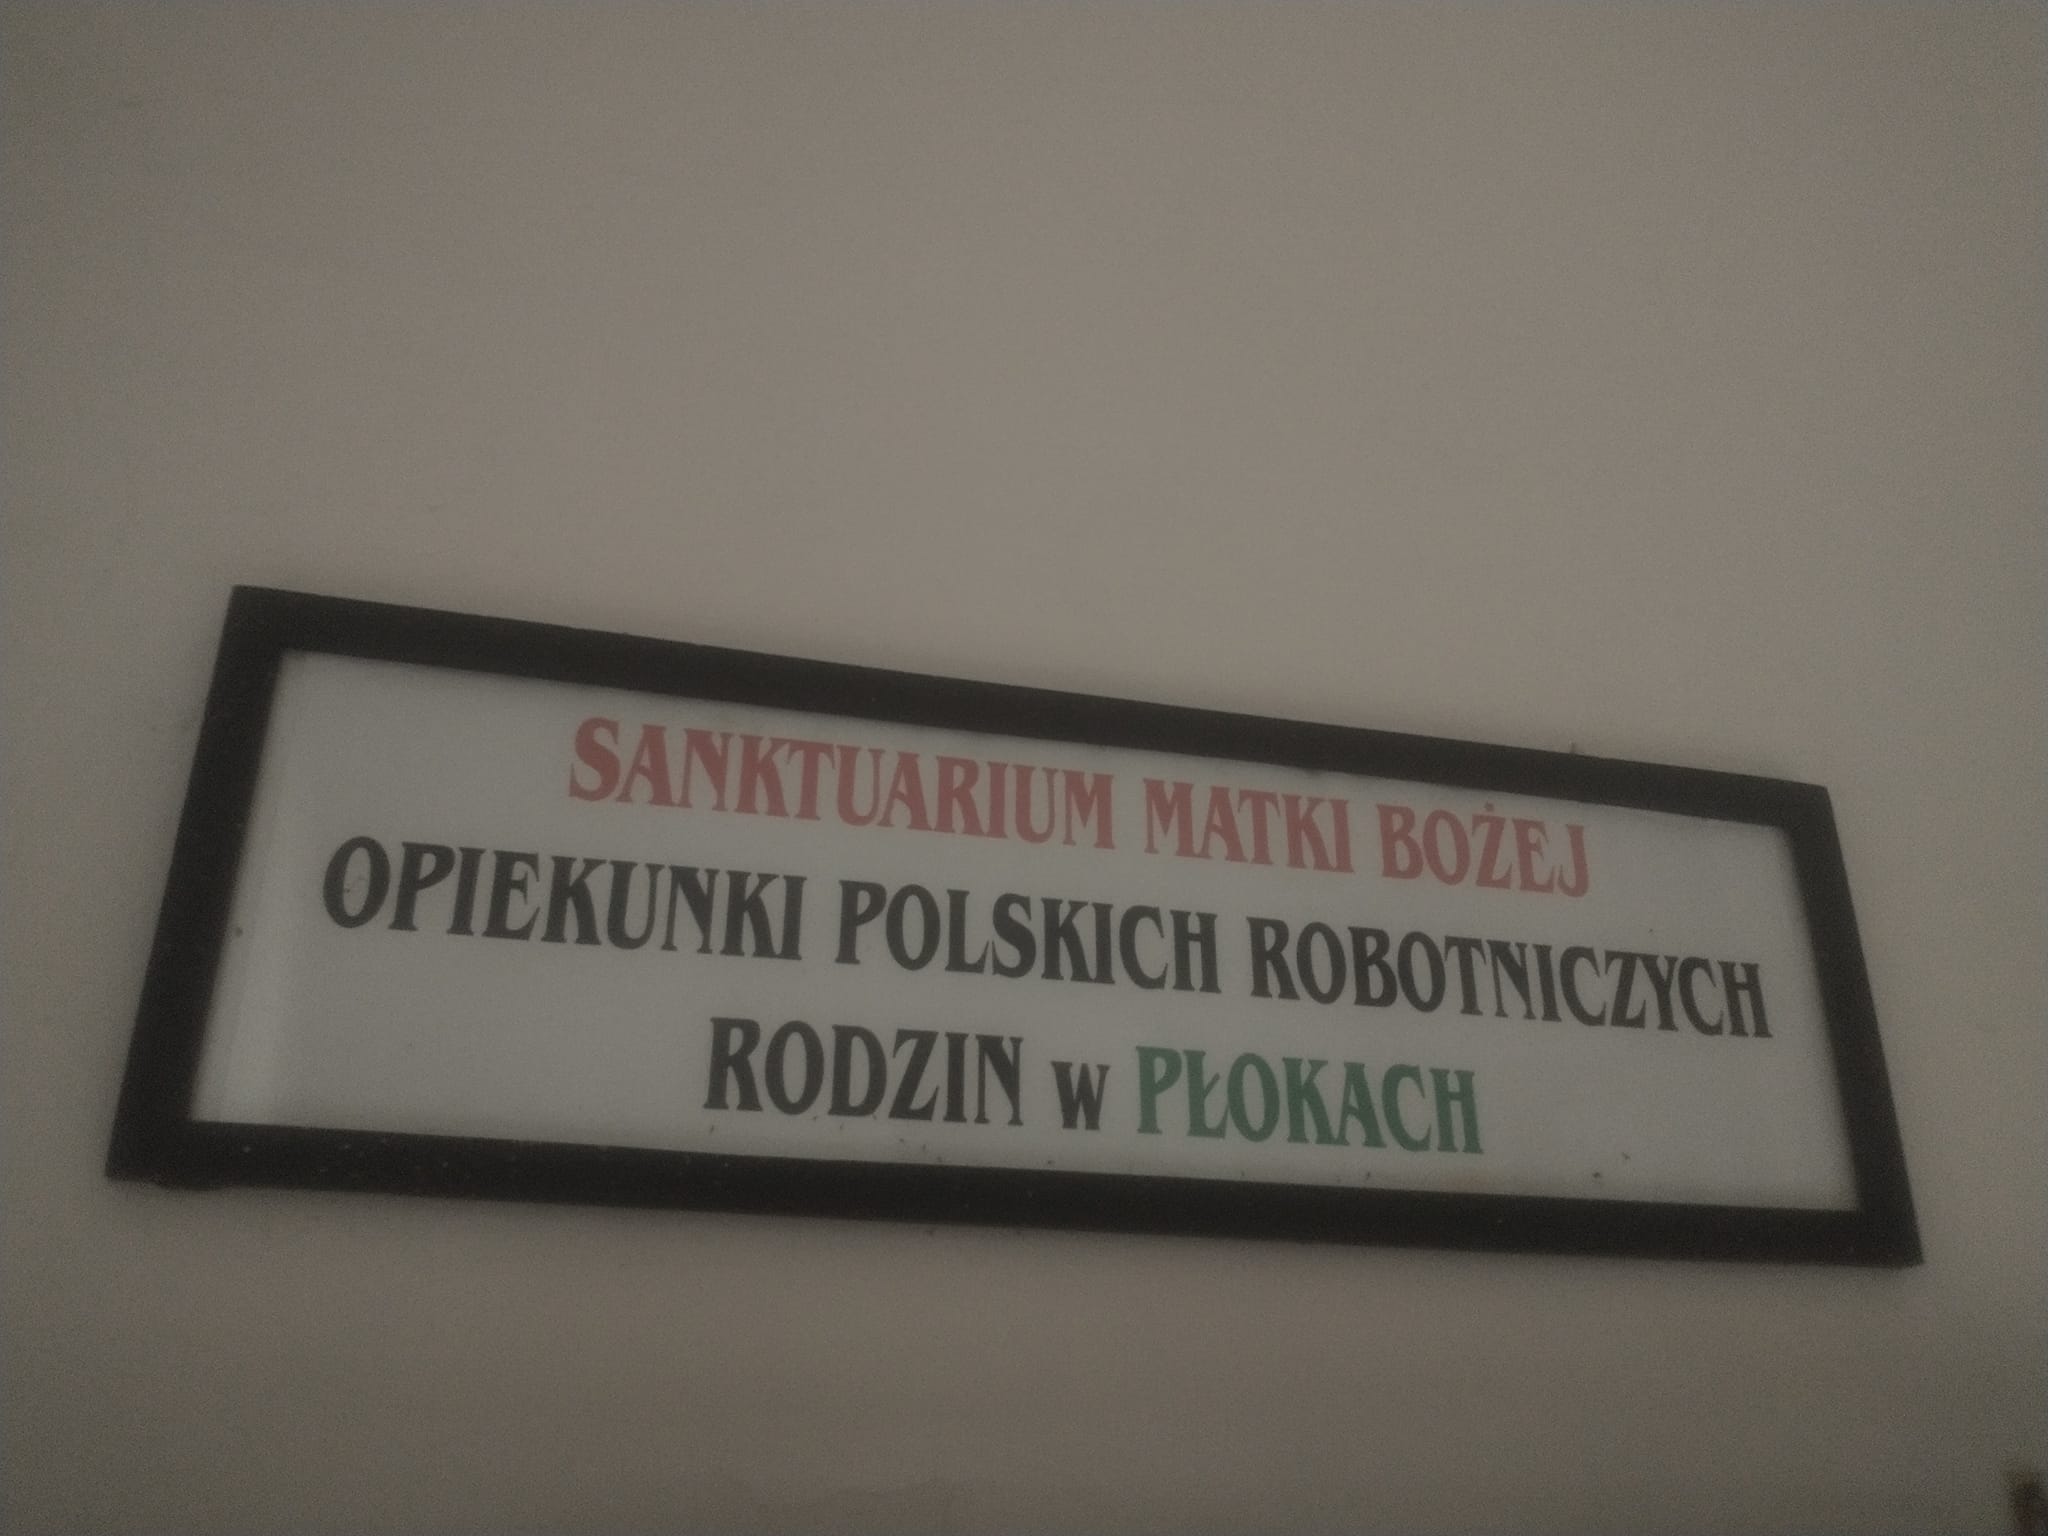 SANKTUARIUM MATKI BOŻEJ
OPIEKUNKI POLSKICH ROBOTNICZYCH
RODZIN w PŁOKACH